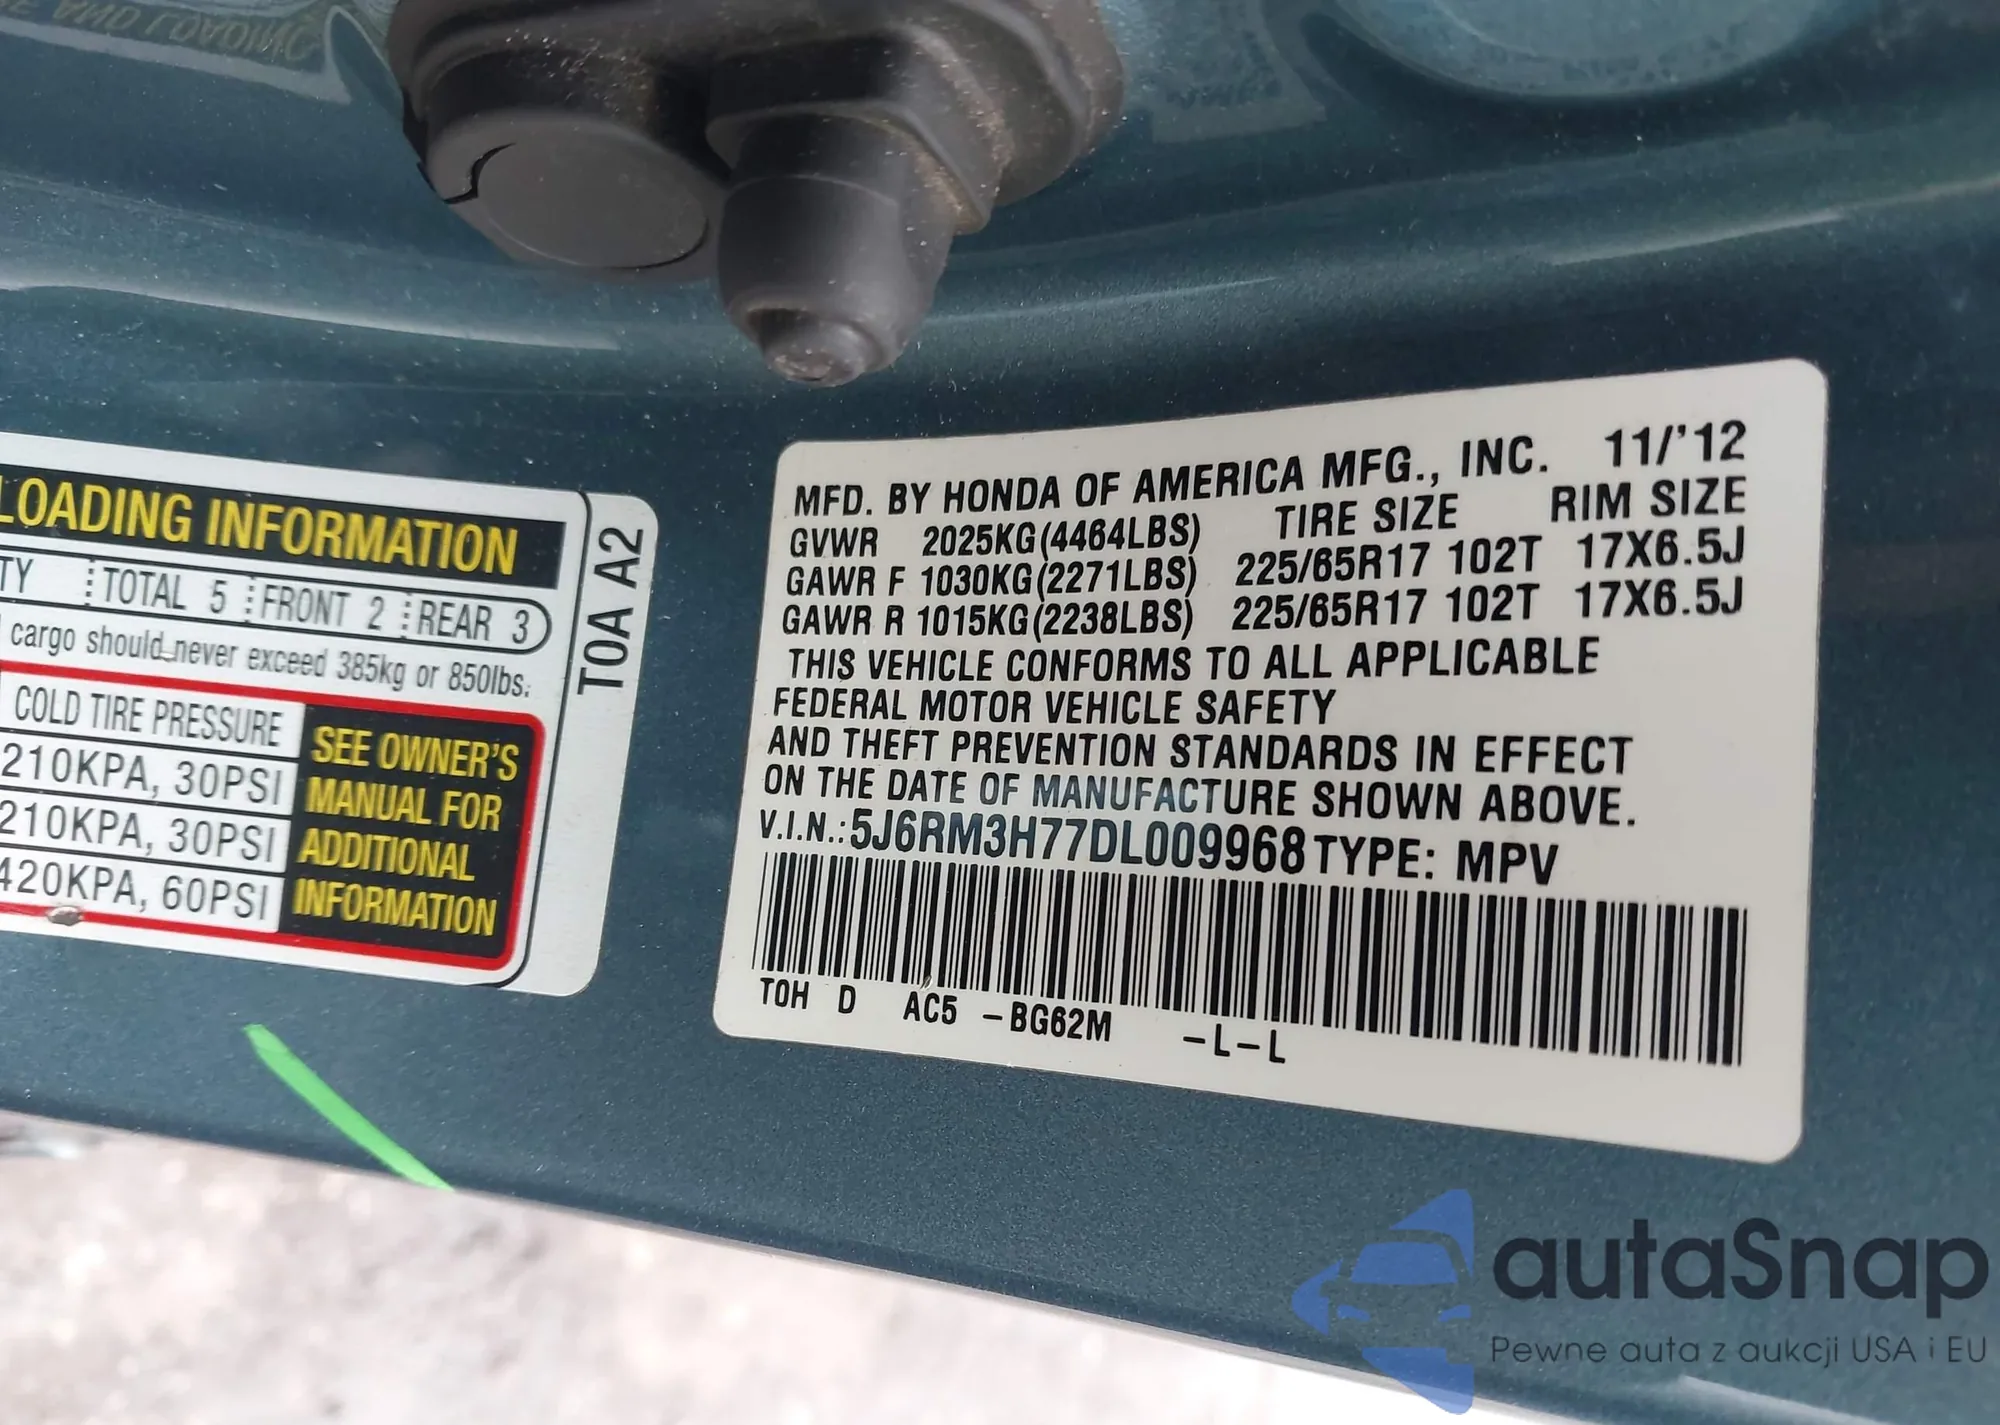 LOADING INFORMATION
TOTAL 5 FRONT 2 REAR 3
cargo should never exceed 385kg or 850lbs.
COLD TIRE PRESSURE
210KPA, 30PSI
210KPA, 30PSI
420KPA, 60PSI
SEE OWNER'S
MANUAL FOR
ADDITIONAL
INFORMATION
T0A A2
MFD. BY HONDA OF AMERICA MFG., INC. 11/'12
GVWR 2025KG(4464LBS) TIRE SIZE RIM SIZE
GAWR F 1030KG(2271LBS) 225/65R17 102T 17X6.5J
GAWR R 1015KG(2238LBS) 225/65R17 102T 17X6.5J
THIS VEHICLE CONFORMS TO ALL APPLICABLE
FEDERAL MOTOR VEHICLE SAFETY
AND THEFT PREVENTION STANDARDS IN EFFECT
ON THE DATE OF MANUFACTURE SHOWN ABOVE.
V.I.N.:5J6RM3H77DL009968 TYPE: MPV
T0H D AC5 -BG62M -L-L
autaSnap
Pewne auta z aukcji USA i EU